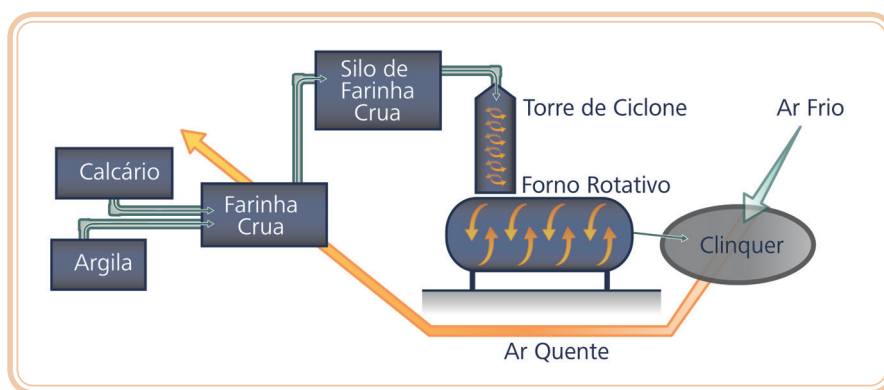 Calcário
Argila
Farinha
Crua
Silo de
Farinha
Crua
Torre de Ciclone
Forno Rotativo
Ar Frio
Clinquer
Ar Quente